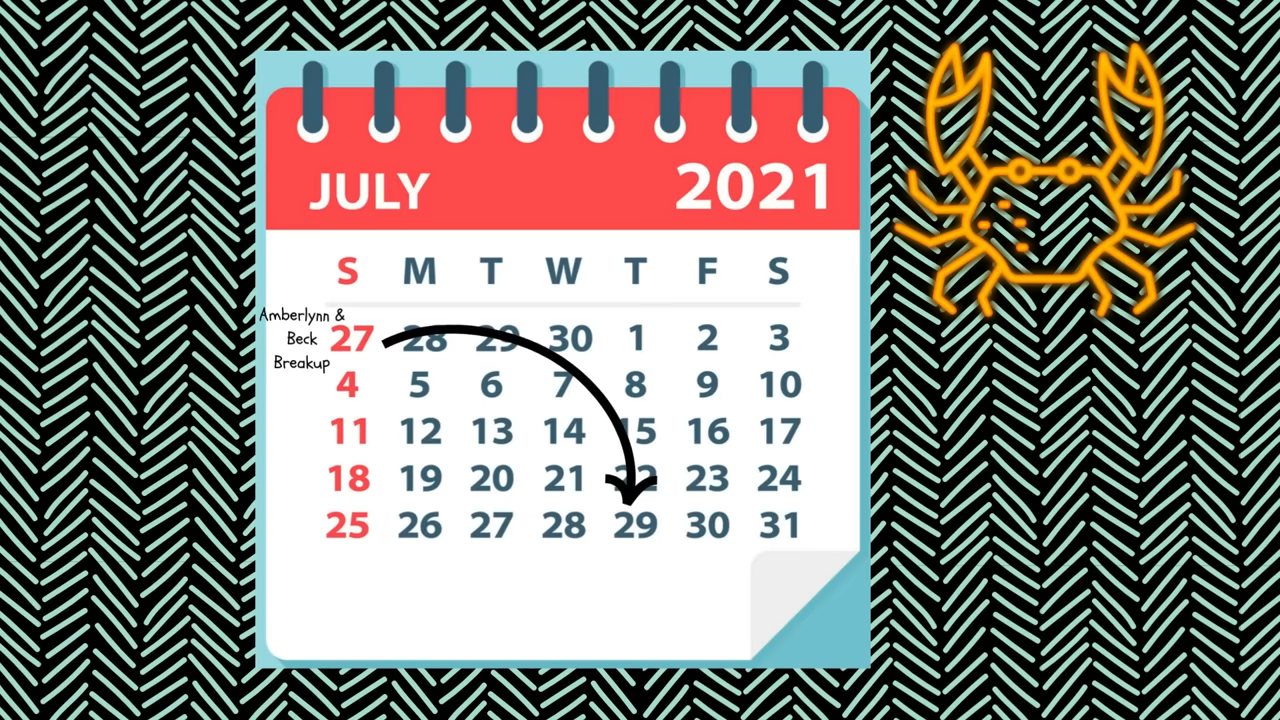 JULY 2021
S M T W T F S
Amberlynn &
Beck
Breakup
27 28 29 30 1 2 3
4 5 6 7 8 9 10
11 12 13 14 15 16 17
18 19 20 21 22 23 24
25 26 27 28 29 30 31